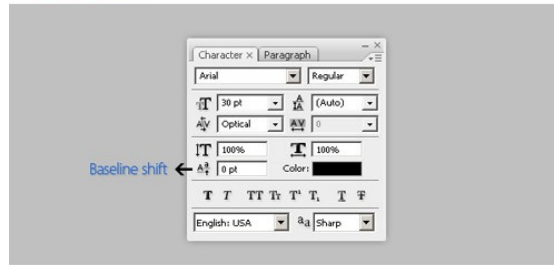 Character × Paragraph
Arial Regular
30 pt (Auto)
Optical 0
100% 100%
Baseline shift 0 pt Color:
T T TT Tr T¹ T₁ T T
English: USA aa Sharp